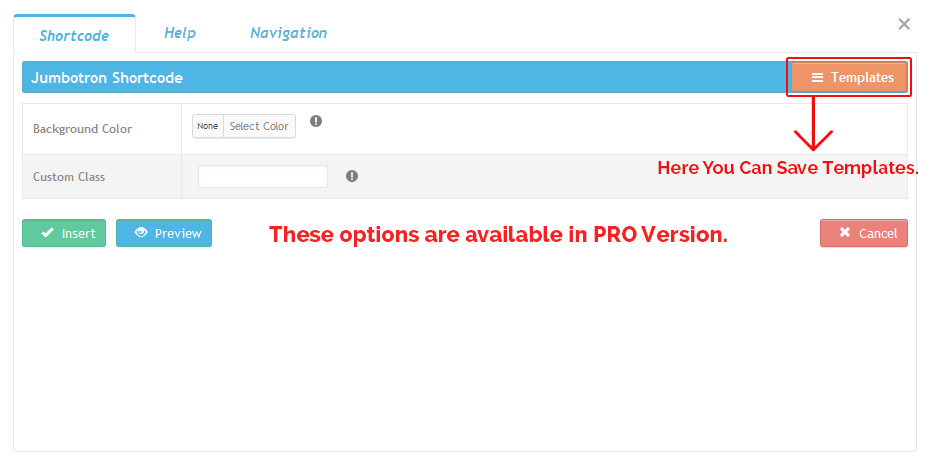 Shortcode Help Navigation
×
Jumbotron Shortcode Templates
Background Color None Select Color
Here You Can Save Templates.
Custom Class
Insert Preview These options are available in PRO Version. Cancel